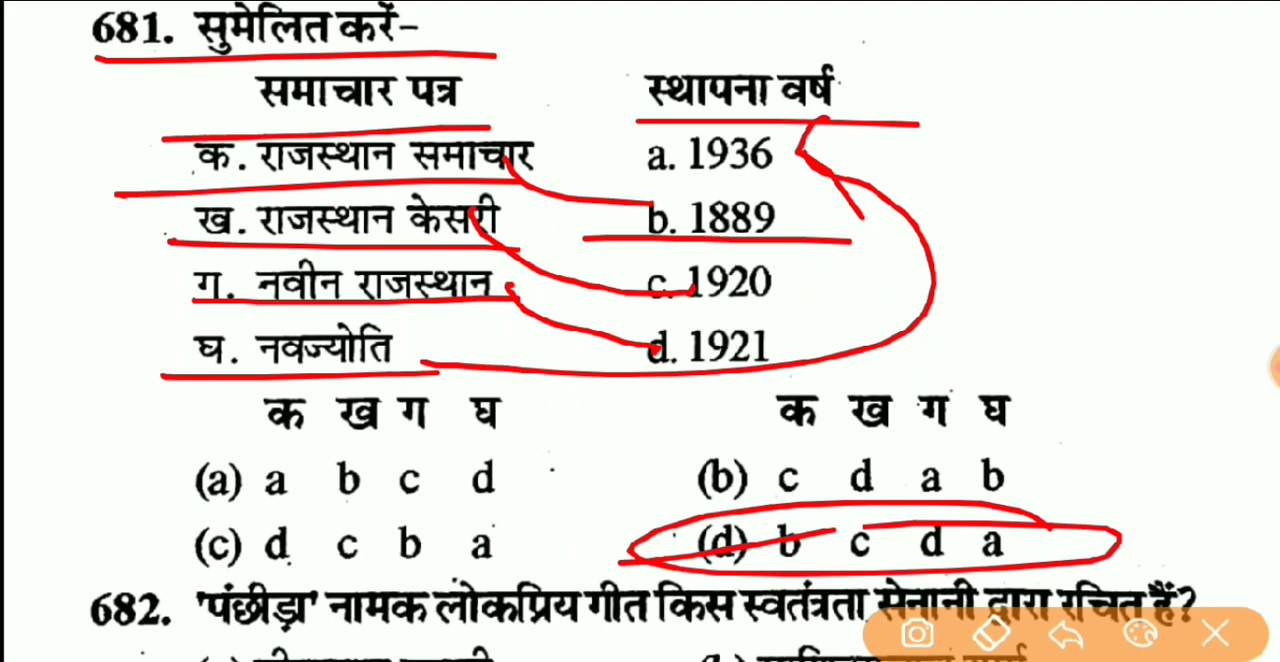 681. सुमेलित करें-
समाचार पत्र स्थापना वर्ष
क. राजस्थान समाचार a. 1936
ख. राजस्थान केसरी b. 1889
ग. नवीन राजस्थान c. 1920
घ. नवज्योति d. 1921
क ख ग घ क ख ग घ
(a) a b c d (b) c d a b
(c) d c b a (d) b c d a
682. 'पंछीड़ा' नामक लोकप्रिय गीत किस स्वतंत्रता सेनानी द्वारा रचित हैं?